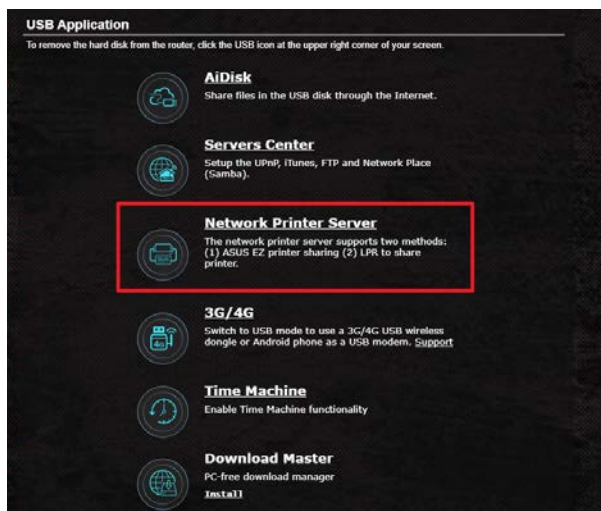 USB Application
To remove the hard disk from the router, click the USB icon at the upper right corner of your screen.
AiDisk
Share files in the USB disk through the Internet.
Servers Center
Setup the UPnP, iTunes, FTP and Network Place
(Samba).
Network Printer Server
The network printer server supports two methods:
(1) ASUS EZ printer sharing (2) LPR to share
printer.
3G/4G
4G
Switch to USB mode to use a 3G/4G USB wireless
dongle or Android phone as a USB modem. Support
Time Machine
Enable Time Machine functionality
Download Master
PC-free download manager
Install